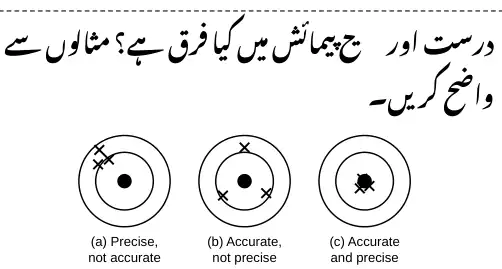 درست اور یح پیمائش میں کیا فرق ہے؟ مثالوں سے
واضح کریں۔
(a) Precise,
not accurate
(b) Accurate,
not precise
(c) Accurate
and precise